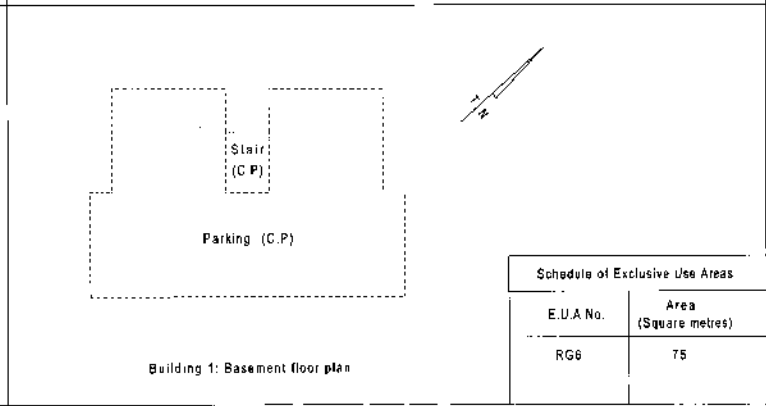 T
N
Stair
(C P)
Parking (C.P)
Building 1: Basement floor plan
Schedule of Exclusive Use Areas
E.U.A No.
Area
(Square metres)
RG6
75